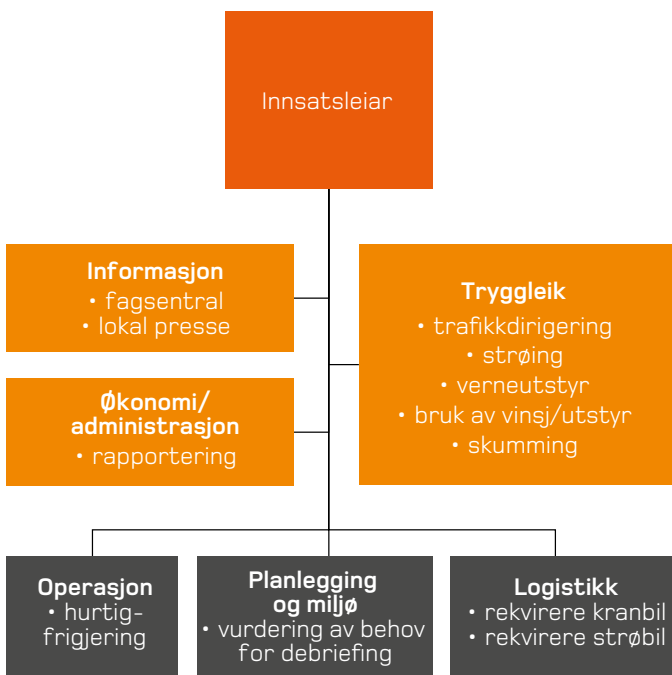 Innsatsleiar
Informasjon
• fagsentral
• lokal presse
Økonomi/
administrasjon
• rapportering
Tryggleik
• trafikkdirigering
• strøing
• verneutstyr
• bruk av vinsj/utstyr
• skumming
Operasjon
• hurtig-
frigjering
Planlegging
og miljø
• vurdering av behov
for debriefing
Logistikk
• rekvirere kranbil
• rekvirere strøbil